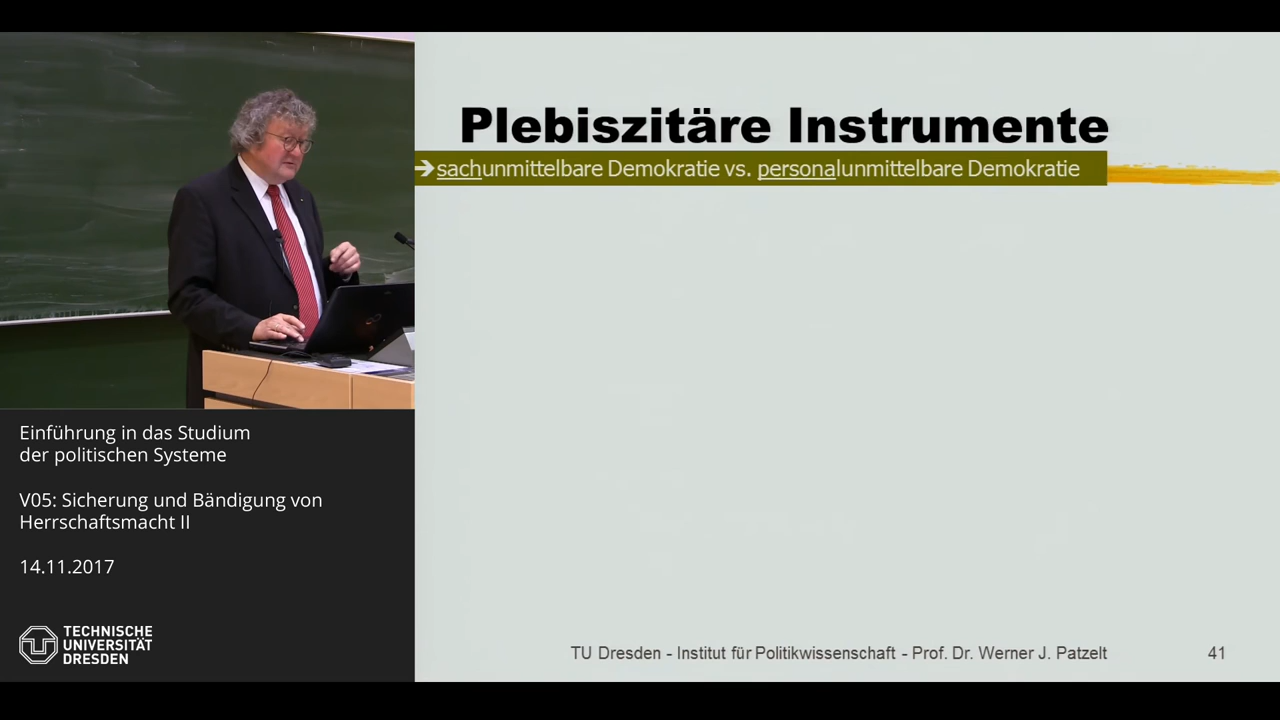 Plebiszitäre Instrumente
➔sachunmittelbare Demokratie vs. personalunmittelbare Demokratie
Einführung in das Studium
der politischen Systeme
V05: Sicherung und Bändigung von
Herrschaftsmacht II
14.11.2017
TECHNISCHE
UNIVERSITÄT
DRESDEN
TU Dresden - Institut für Politikwissenschaft - Prof. Dr. Werner J. Patzelt
41